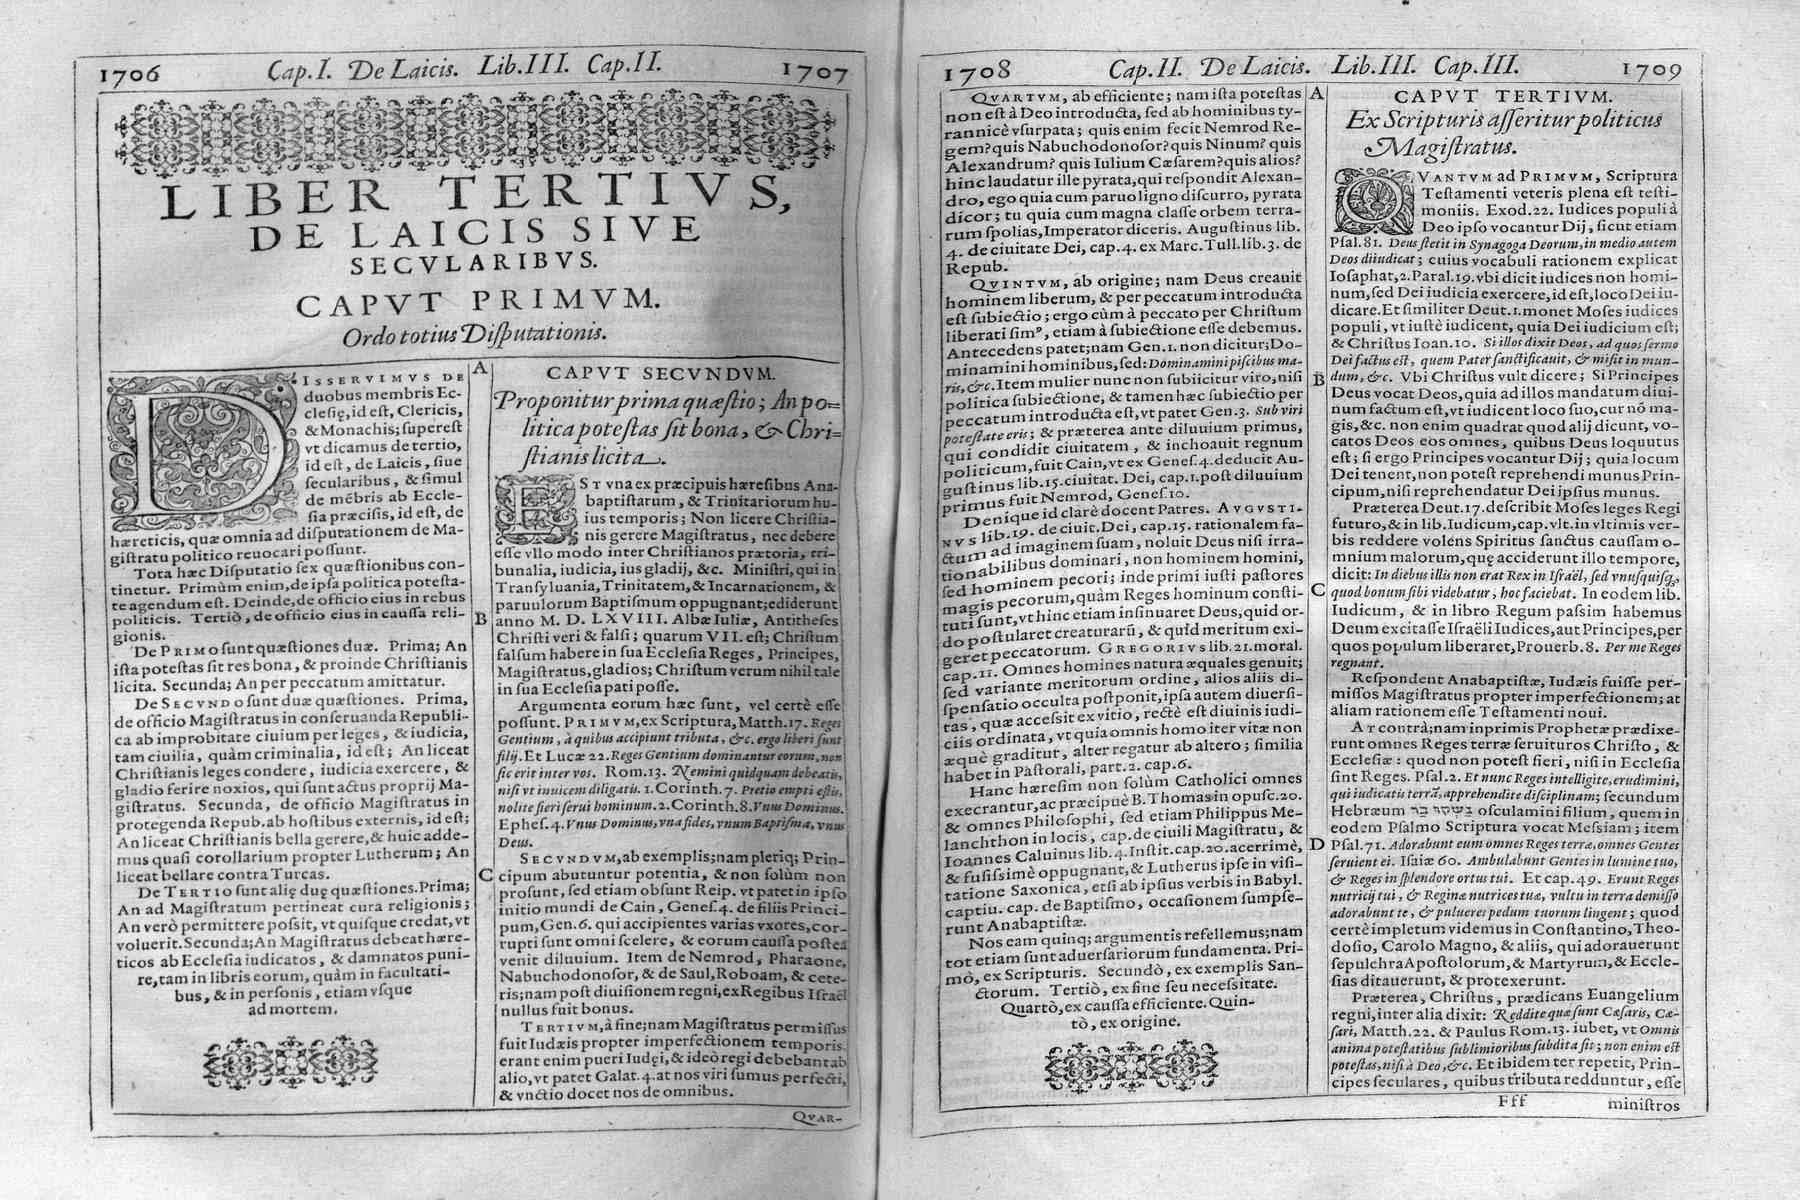 1706 Cap. I. De Laicis. Lib. III. Cap. II. 1707
LIBER TERTIVS,
DE LAICIS SIVE
SECVLARIBVS.
CAPVT PRIMVM.
Ordo totius Disputationis.
DISSERVIMVS DE
duobus membris Ec-
clesię, id est, Clericis,
& Monachis; superest
vt dicamus de tertio,
id est, de Laicis, siue
secularibus, & simul
de mēbris ab Eccle-
sia præcisis, id est, de
hæreticis, quæ omnia ad disputationem de Ma-
gistratu politico reuocari possunt.
Tota hæc Disputatio sex quæstionibus con-
tinetur. Primùm enim, de ipsa politica potesta-
te agendum est. Deinde, de officio eius in rebus
politicis. Tertiò, de officio eius in caussa reli-
gionis.
De PRIMO sunt quæstiones duæ. Prima; An
ista potestas sit res bona, & proinde Christianis
licita. Secunda; An per peccatum amittatur.
De SECVNDO sunt duæ quæstiones. Prima,
de officio Magistratus in conseruanda Republi-
ca ab improbitate ciuium per leges, & iudicia,
tam ciuilia, quàm criminalia, id est; An liceat
Christianis leges condere, iudicia exercere, &
gladio ferire noxios, qui sunt actus proprij Ma-
gistratus. Secunda, de officio Magistratus in
protegenda Repub. ab hostibus externis, id est;
An liceat Christianis bella gerere, & huic adde-
mus quasi corollarium propter Lutherum; An
liceat bellare contra Turcas.
De TERTIO sunt alię duę quæstiones. Prima;
An ad Magistratum pertineat cura religionis;
An verò permittere possit, vt quisque credat, vt
voluerit. Secunda; An Magistratus debeat hære-
ticos ab Ecclesia iudicatos, & damnatos puni-
re, tam in libris eorum, quàm in facultati-
bus, & in personis, etiam vsque
ad mortem.
A
B
C
CAPVT SECVNDVM.
Proponitur prima quæstio; An po-
litica potestas sit bona, & Chri-
stianis licita.
EST vna ex præcipuis hæresibus Ana-
baptistarum, & Trinitariorum hu-
ius temporis; Non licere Christia-
nis gerere Magistratus, nec debere
esse vllo modo inter Christianos prætoria, tri-
bunalia, iudicia, ius gladij, &c. Ministri, qui in
Transyluania, Trinitatem, & Incarnationem, &
paruulorum Baptismum oppugnant; ediderunt
anno M. D. LXVIII. Albæ Iuliæ, Antitheses
Christi veri & falsi; quarum VII. est; Christum
falsum habere in sua Ecclesia Reges, Principes,
Magistratus, gladios; Christum verum nihil tale
in sua Ecclesia pati posse.
Argumenta eorum hæc sunt, vel certè esse
possunt. PRIMVM, ex Scriptura, Matth. 17. Reges
Gentium, à quibus accipiunt tributa, &c. ergo liberi sunt
filij. Et Lucæ 22. Reges Gentium dominantur eorum, non
sic erit inter vos. Rom. 13. Nemini quidquam debeatis,
nisi vt inuicem diligatis. 1. Corinth. 7. Pretio empti estis,
nolite fieri serui hominum. 2. Corinth. 8. Vnus Dominus.
Ephes. 4. Vnus Dominus, vna fides, vnum Baptisma, vnus
Deus.
SECVNDVM, ab exemplis; nam pleriq; Prin-
cipum abutuntur potentia, & non solùm non
prosunt, sed etiam obsunt Reip. vt patet in ipso
initio mundi de Cain, Genes. 4. de filiis Princi-
pum, Gen. 6. qui accipientes varias vxores, cor-
rupti sunt omni scelere, & eorum caussa postea
venit diluuium. Item de Nemrod, Pharaone,
Nabuchodonosor, & de Saul, Roboam, & cete-
ris; nam post diuisionem regni, ex Regibus Israël
nullus fuit bonus.
TERTIVM, à fine; nam Magistratus permissus
fuit Iudæis propter imperfectionem temporis.
erant enim pueri Iudęi, & ideò regi debebant ab
alio, vt patet Galat. 4. at nos viri sumus perfecti,
& vnctio docet nos de omnibus.
QVAR-
1708 Cap. II. De Laicis. Lib. III. Cap. III. 1709
QVARTVM, ab efficiente; nam ista potestas
non est à Deo introducta, sed ab hominibus ty-
rannicè vsurpata; quis enim fecit Nemrod Re-
gem? quis Nabuchodonosor? quis Ninum? quis
Alexandrum? quis Iulium Cæsarem? quis alios?
hinc laudatur ille pyrata, qui respondit Alexan-
dro, ego quia cum paruo ligno discurro, pyrata
dicor; tu quia cum magna classe orbem terra-
rum spolias, Imperator diceris. Augustinus lib.
4. de ciuitate Dei, cap. 4. ex Marc. Tull. lib. 3. de
Repub.
QVINTVM, ab origine; nam Deus creauit
hominem liberum, & per peccatum introducta
est subiectio; ergo cùm à peccato per Christum
liberati simꝰ, etiam à subiectione esse debemus.
Antecedens patet; nam Gen. 1. non dicitur; Do-
minamini hominibus, sed: Dominamini piscibus ma-
ris, &c. Item mulier nunc non subiicitur viro, nisi
politica subiectione, & tamen hæc subiectio per
peccatum introducta est, vt patet Gen. 3. Sub viri
potestate eris; & præterea ante diluuium primus,
qui condidit ciuitatem, & inchoauit regnum
politicum, fuit Cain, vt ex Genes. 4. deducit Au-
gustinus lib. 15. ciuitat. Dei, cap. 1. post diluuium
primus fuit Nemrod, Genes. 10.
Denique id clarè docent Patres. AVGVSTI-
NVS lib. 19. de ciuit. Dei, cap. 15. rationalem fa-
ctum ad imaginem suam, noluit Deus nisi irra-
tionabilibus dominari, non hominem homini,
sed hominem pecori; inde primi iusti pastores
magis pecorum, quàm Reges hominum consti-
tuti sunt, vt hinc etiam insinuaret Deus, quid or-
do postularet creaturarū, & quid meritum exi-
geret peccatorum. GREGORIVS lib. 21. moral.
cap. 11. Omnes homines natura æquales genuit;
sed variante meritorum ordine, alios aliis di-
spensatio occulta postponit, ipsa autem diuersi-
tas, quæ accessit ex vitio, rectè est diuinis iudi-
ciis ordinata, vt quia omnis homo iter vitæ non
æquè graditur, alter regatur ab altero; similia
habet in Pastorali, part. 2. cap. 6.
Hanc hæresim non solùm Catholici omnes
execrantur, ac præcipuè B. Thomas in opusc. 20.
& omnes Philosophi, sed etiam Philippus Me-
lanchthon in locis, cap. de ciuili Magistratu, &
Ioannes Caluinus lib. 4. Instit. cap. 20. acerrimè,
& fusissimè oppugnant, & Lutherus ipse in visi-
tatione Saxonica, etsi ab ipsius verbis in Babyl.
captiu. cap. de Baptismo, occasionem sumpse-
runt Anabaptistæ.
Nos eam quinq; argumentis refellemus; nam
tot etiam sunt aduersariorum fundamenta. Pri-
mò, ex Scripturis. Secundò, ex exemplis San-
ctorum. Tertiò, ex fine seu necessitate.
Quartò, ex caussa efficiente. Quin-
tò, ex origine.
A
B
C
D
CAPVT TERTIVM.
Ex Scripturis asseritur politicus
Magistratus.
QVANTVM ad PRIMVM, Scriptura
Testamenti veteris plena est testi-
moniis. Exod. 22. Iudices populi à
Deo ipso vocantur Dij, sicut etiam
Psal. 81. Deus stetit in Synagoga Deorum, in medio autem
Deos diiudicat; cuius vocabuli rationem explicat
Iosaphat, 2. Paral. 19. vbi dicit iudices non homi-
num, sed Dei iudicia exercere, id est, loco Dei iu-
dicare. Et similiter Deut. 1. monet Moses iudices
populi, vt iustè iudicent, quia Dei iudicium est;
& Christus Ioan. 10. Si illos dixit Deos, ad quos sermo
Dei factus est, quem Pater sanctificauit, & misit in mun-
dum, &c. Vbi Christus vult dicere; Si Principes
Deus vocat Deos, quia ad illos mandatum diui-
num factum est, vt iudicent loco suo, cur nō ma-
gis, &c. non enim quadrat quod alij dicunt, vo-
catos Deos eos omnes, quibus Deus loquutus
est; si ergo Principes vocantur Dij; quia locum
Dei tenent, non potest reprehendi munus Prin-
cipum, nisi reprehendatur Dei ipsius munus.
Præterea Deut. 17. describit Moses leges Regi
futuro, & in lib. Iudicum, cap. vlt. in vltimis ver-
bis reddere volens Spiritus sanctus caussam o-
mnium malorum, quę acciderunt illo tempore,
dicit: In diebus illis non erat Rex in Israël, sed vnusquisq;
quod bonum sibi videbatur, hoc faciebat. In eodem lib.
Iudicum, & in libro Regum passim habemus
Deum excitasse Israëli Iudices, aut Principes, per
quos populum liberaret, Prouerb. 8. Per me Reges
regnant.
Respondent Anabaptistæ, Iudæis fuisse per-
missos Magistratus propter imperfectionem; at
aliam rationem esse Testamenti noui.
AT contrà; nam inprimis Prophetæ prædixe-
runt omnes Reges terræ seruituros Christo, &
Ecclesiæ: quod non potest fieri, nisi in Ecclesia
sint Reges. Psal. 2. Et nunc Reges intelligite, erudimini,
qui iudicatis terrā, apprehendite disciplinam; secundum
Hebræum נשקו בר osculamini filium, quem in
eodem Psalmo Scriptura vocat Messiam; item
Psal. 71. Adorabunt eum omnes Reges terræ, omnes Gentes
seruient ei. Isaiæ 60. Ambulabunt Gentes in lumine tuo,
& Reges in splendore ortus tui. Et cap. 49. Erunt Reges
nutricij tui, & Reginæ nutrices tuæ, vultu in terra demisso
adorabunt te, & puluerem pedum tuorum lingent; quod
certè impletum videmus in Constantino, Theo-
dosio, Carolo Magno, & aliis, qui adorauerunt
sepulchra Apostolorum, & Martyrum, & Eccle-
sias ditauerunt, & protexerunt.
Præterea, Christus, prædicans Euangelium
regni, inter alia dixit: Reddite quæ sunt Cæsaris, Cæ-
sari, Matth. 22. & Paulus Rom. 13. iubet, vt Omnis
anima potestatibus sublimioribus subdita sit; non enim est
potestas, nisi à Deo, &c. Et ibidem ter repetit, Prin-
cipes seculares, quibus tributa redduntur, esse
Fff ministros